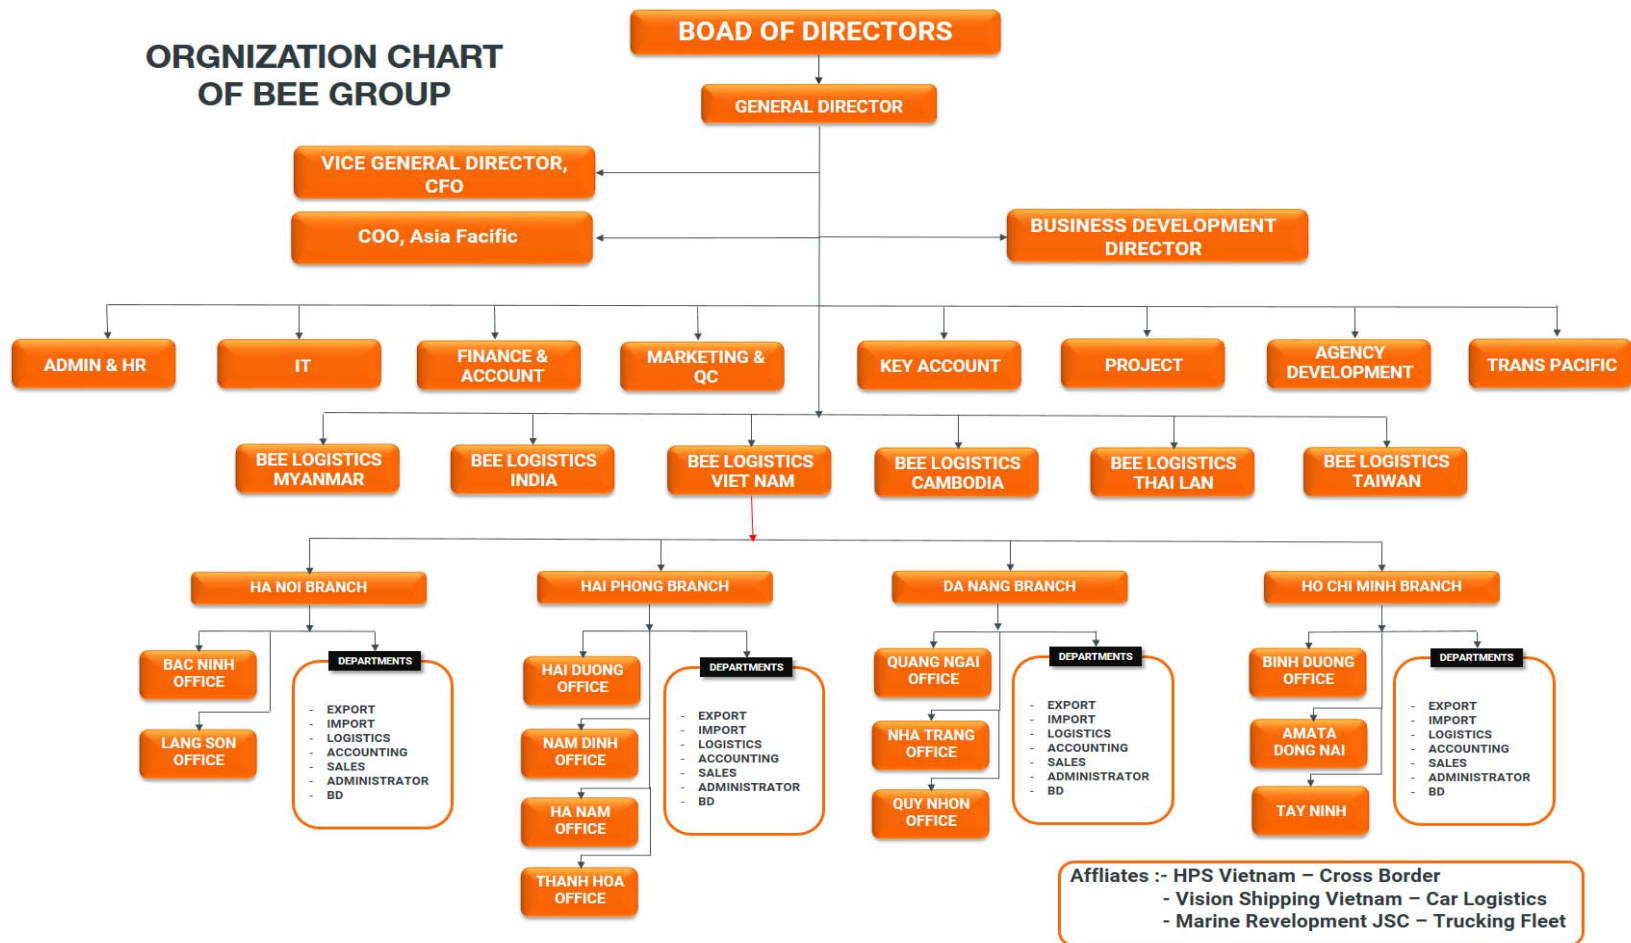 ORGNIZATION CHART
OF BEE GROUP
BOAD OF DIRECTORS
GENERAL DIRECTOR
VICE GENERAL DIRECTOR,
CFO
COO, Asia Facific
BUSINESS DEVELOPMENT
DIRECTOR
ADMIN & HR
IT
FINANCE &
ACCOUNT
MARKETING &
QC
KEY ACCOUNT
PROJECT
AGENCY
DEVELOPMENT
TRANS PACIFIC
BEE LOGISTICS
MYANMAR
BEE LOGISTICS
INDIA
BEE LOGISTICS
VIET NAM
BEE LOGISTICS
CAMBODIA
BEE LOGISTICS
THAI LAN
BEE LOGISTICS
TAIWAN
HA NOI BRANCH
BAC NINH
OFFICE
LANG SON
OFFICE
DEPARTMENTS
- EXPORT
- IMPORT
- LOGISTICS
- ACCOUNTING
- SALES
- ADMINISTRATOR
- BD
HAI PHONG BRANCH
HAI DUONG
OFFICE
NAM DINH
OFFICE
HA NAM
OFFICE
THANH HOA
OFFICE
DEPARTMENTS
- EXPORT
- IMPORT
- LOGISTICS
- ACCOUNTING
- SALES
- ADMINISTRATOR
- BD
DA NANG BRANCH
QUANG NGAI
OFFICE
NHA TRANG
OFFICE
QUY NHON
OFFICE
DEPARTMENTS
- EXPORT
- IMPORT
- LOGISTICS
- ACCOUNTING
- SALES
- ADMINISTRATOR
- BD
HO CHI MINH BRANCH
BINH DUONG
OFFICE
AMATA
DONG NAI
TAY NINH
DEPARTMENTS
- EXPORT
- IMPORT
- LOGISTICS
- ACCOUNTING
- SALES
- ADMINISTRATOR
- BD
Affliates :- HPS Vietnam – Cross Border
- Vision Shipping Vietnam – Car Logistics
- Marine Revelopment JSC – Trucking Fleet